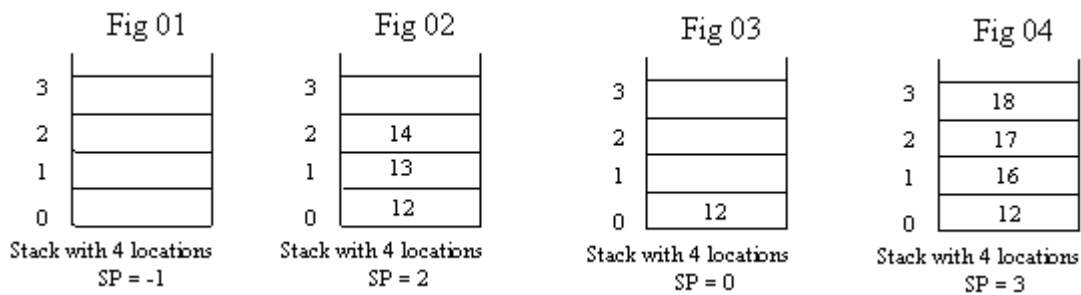 Fig 01
3
2
1
0
Stack with 4 locations
SP = -1
Fig 02
3
2 14
1 13
0 12
Stack with 4 locations
SP = 2
Fig 03
3
2
1
0 12
Stack with 4 locations
SP = 0
Fig 04
3 18
2 17
1 16
0 12
Stack with 4 locations
SP = 3